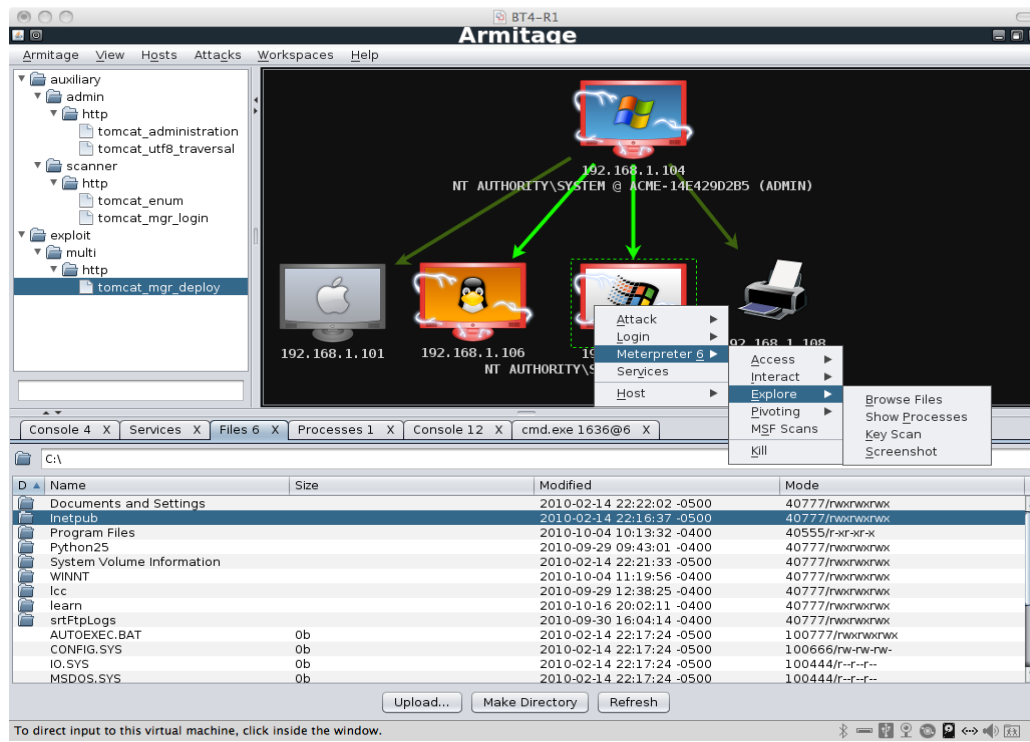 BT4-R1
Armitage
Armitage View Hosts Attacks Workspaces Help
auxiliary
admin
http
tomcat_administration
tomcat_utf8_traversal
scanner
http
tomcat_enum
tomcat_mgr_login
exploit
multi
http
tomcat_mgr_deploy
192.168.1.104
NT AUTHORITY\SYSTEM @ ACME-14E429D2B5 (ADMIN)
192.168.1.101
192.168.1.106
NT AUTHORITY\
192.168.1.108
Attack
Login
Meterpreter 6
Services
Host
Access
Interact
Explore
Pivoting
MSF Scans
Kill
Browse Files
Show Processes
Key Scan
Screenshot
Console 4 X Services X Files 6 X Processes 1 X Console 12 X cmd.exe 1636@6 X
C:\
D Name Size Modified Mode
Documents and Settings 2010-02-14 22:22:02 -0500 40777/rwxrwxrwx
Inetpub 2010-02-14 22:16:37 -0500 40777/rwxrwxrwx
Program Files 2010-10-04 10:13:32 -0400 40555/r-xr-xr-x
Python25 2010-09-29 09:43:01 -0400 40777/rwxrwxrwx
System Volume Information 2010-02-14 22:21:33 -0500 40777/rwxrwxrwx
WINNT 2010-10-04 11:19:56 -0400 40777/rwxrwxrwx
lcc 2010-09-29 12:38:25 -0400 40777/rwxrwxrwx
learn 2010-10-16 20:02:11 -0400 40777/rwxrwxrwx
srtFtpLogs 2010-09-30 16:04:14 -0400 40777/rwxrwxrwx
AUTOEXEC.BAT 0b 2010-02-14 22:17:24 -0500 100777/rwxrwxrwx
CONFIG.SYS 0b 2010-02-14 22:17:24 -0500 100666/rw-rw-rw-
IO.SYS 0b 2010-02-14 22:17:24 -0500 100444/r--r--r--
MSDOS.SYS 0b 2010-02-14 22:17:24 -0500 100444/r--r--r--
Upload... Make Directory Refresh
To direct input to this virtual machine, click inside the window.